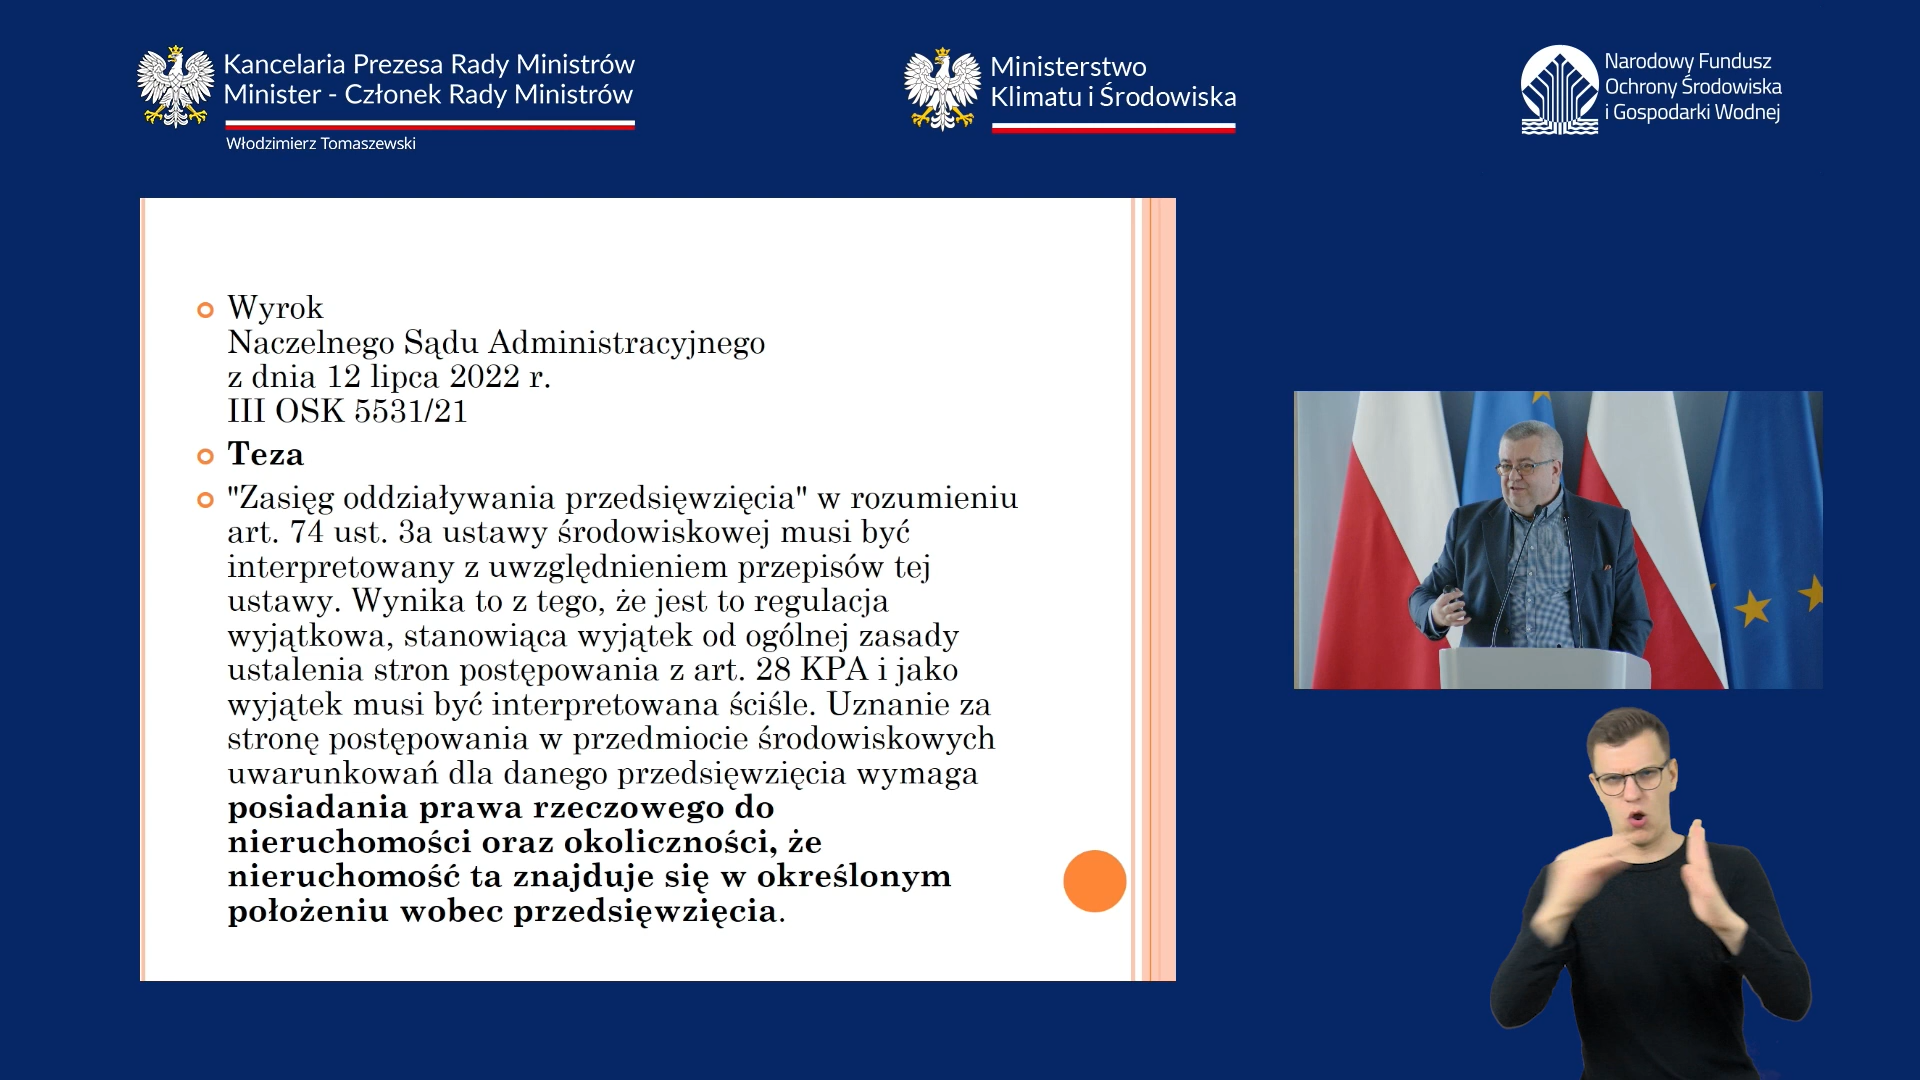 Kancelaria Prezesa Rady Ministrów
Minister - Członek Rady Ministrów
Włodzimierz Tomaszewski
Ministerstwo
Klimatu i Środowiska
Narodowy Fundusz
Ochrony Środowiska
i Gospodarki Wodnej
Wyrok
Naczelnego Sądu Administracyjnego
z dnia 12 lipca 2022 r.
III OSK 5531/21
Teza
"Zasięg oddziaływania przedsięwzięcia" w rozumieniu
art. 74 ust. 3a ustawy środowiskowej musi być
interpretowany z uwzględnieniem przepisów tej
ustawy. Wynika to z tego, że jest to regulacja
wyjątkowa, stanowiąca wyjątek od ogólnej zasady
ustalenia stron postępowania z art. 28 KPA i jako
wyjątek musi być interpretowana ściśle. Uznanie za
stronę postępowania w przedmiocie środowiskowych
uwarunkowań dla danego przedsięwzięcia wymaga
posiadania prawa rzeczowego do
nieruchomości oraz okoliczności, że
nieruchomość ta znajduje się w określonym
położeniu wobec przedsięwzięcia.